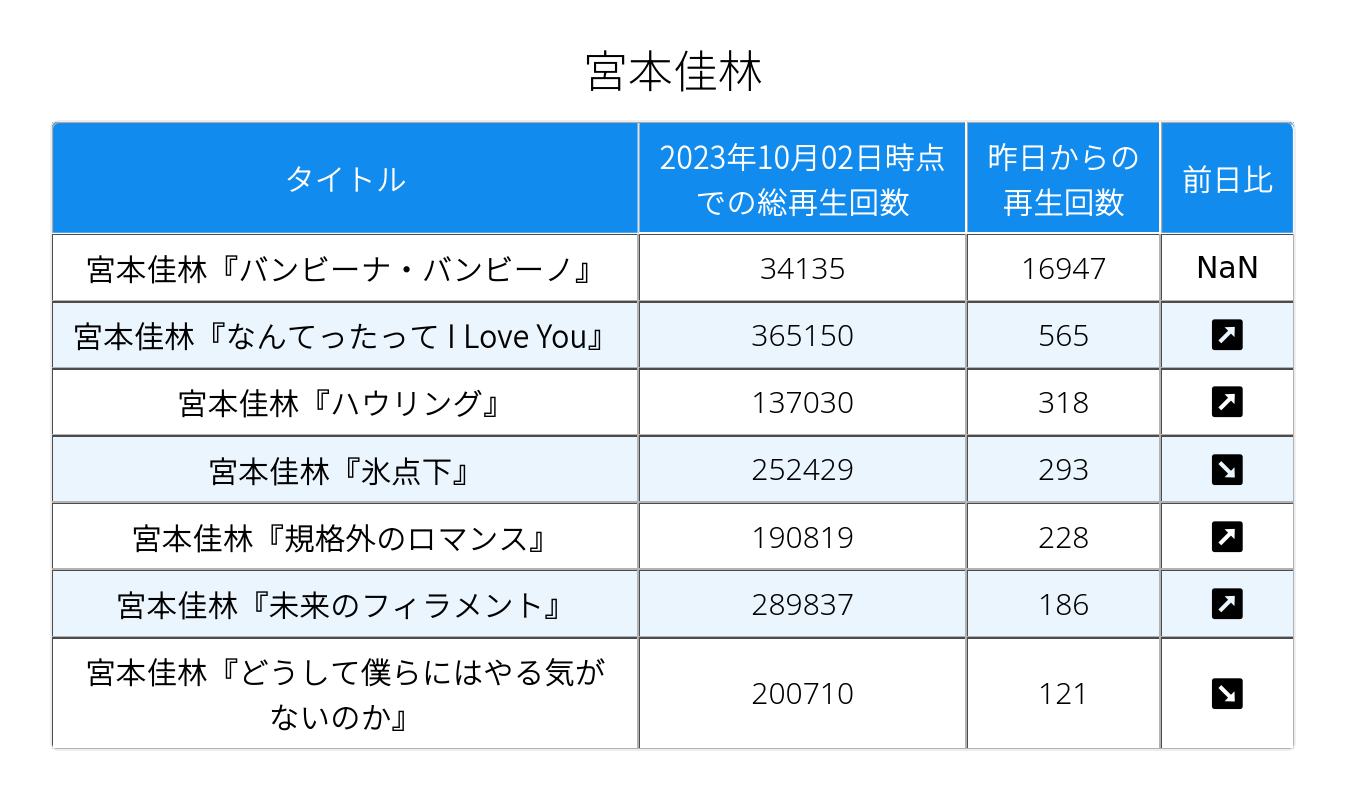 宮本佳林
タイトル
2023年10月02日時点
での総再生回数
昨日からの
再生回数
前日比
宮本佳林『バンビーナ・バンビーノ』
34135
16947
NaN
宮本佳林『なんてったって I Love You』
365150
565
宮本佳林『ハウリング』
137030
318
宮本佳林『氷点下』
252429
293
宮本佳林『規格外のロマンス』
190819
228
宮本佳林『未来のフィラメント』
289837
186
宮本佳林『どうして僕らにはやる気が
ないのか』
200710
121